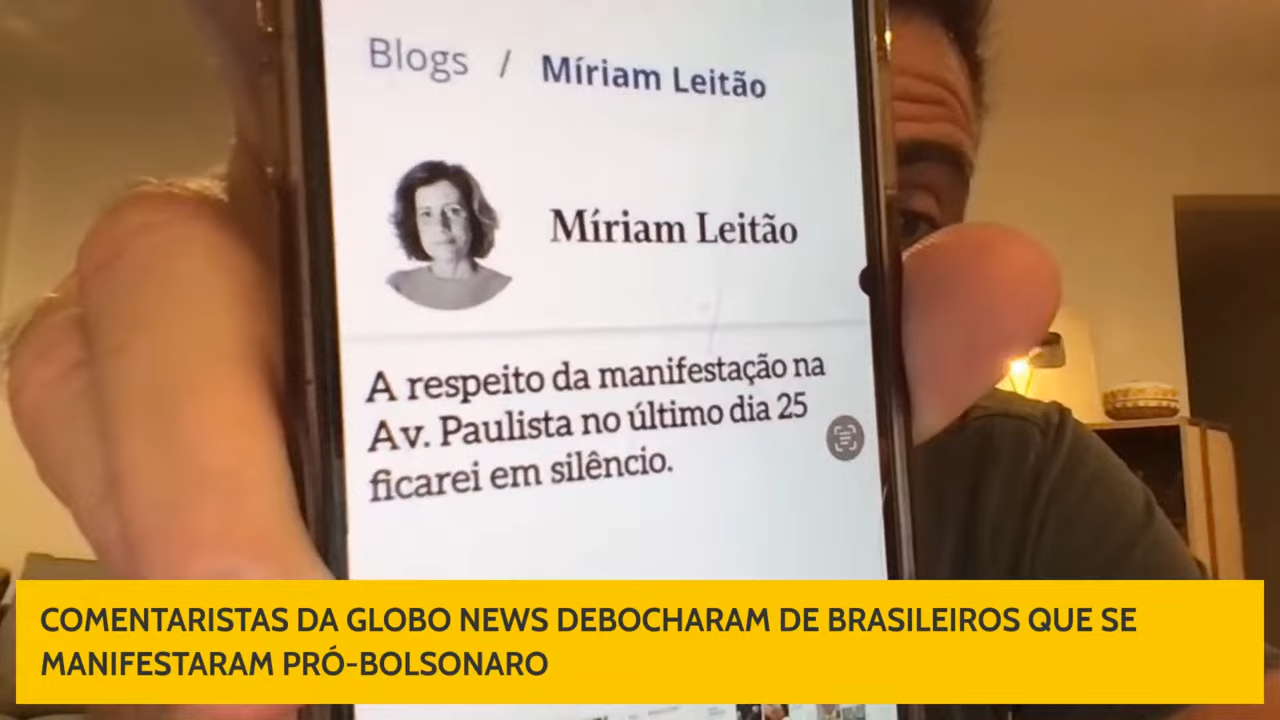 Blogs / Míriam Leitão
Míriam Leitão
A respeito da manifestação na
Av. Paulista no último dia 25
ficarei em silêncio.
COMENTARISTAS DA GLOBO NEWS DEBOCHARAM DE BRASILEIROS QUE SE
MANIFESTARAM PRÓ-BOLSONARO